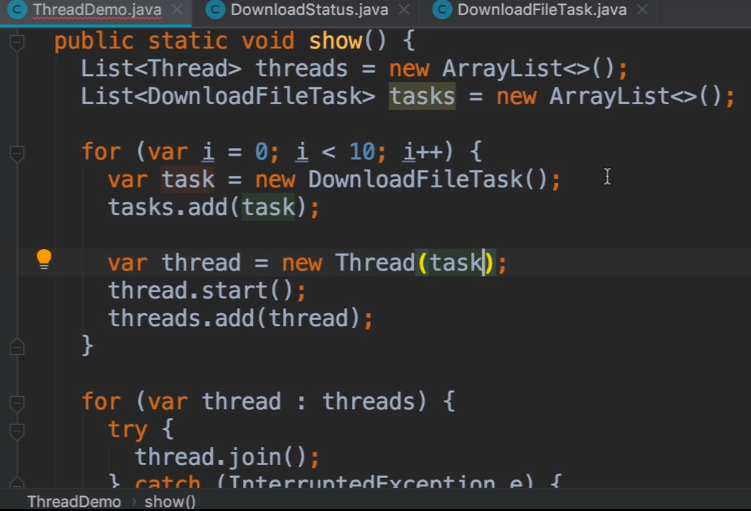 ThreadDemo.java × DownloadStatus.java × DownloadFileTask.java ×
public static void show() {
List<Thread> threads = new ArrayList<>();
List<DownloadFileTask> tasks = new ArrayList<>();
for (var i = 0; i < 10; i++) {
var task = new DownloadFileTask();
tasks.add(task);
var thread = new Thread(task);
thread.start();
threads.add(thread);
}
for (var thread : threads) {
try {
thread.join();
} catch (InterruptedException e) {
ThreadDemo › show()